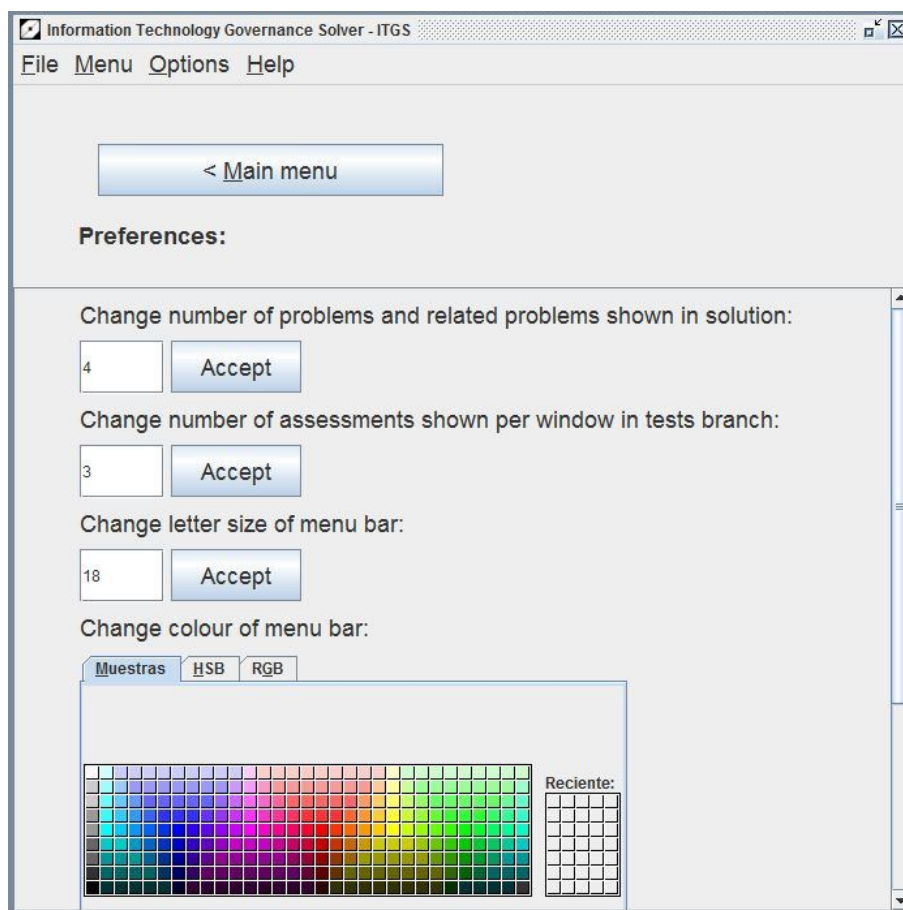 Information Technology Governance Solver - ITGS
File Menu Options Help
< Main menu
Preferences:
Change number of problems and related problems shown in solution:
4 Accept
Change number of assessments shown per window in tests branch:
3 Accept
Change letter size of menu bar:
18 Accept
Change colour of menu bar:
Muestras HSB RGB
Reciente: